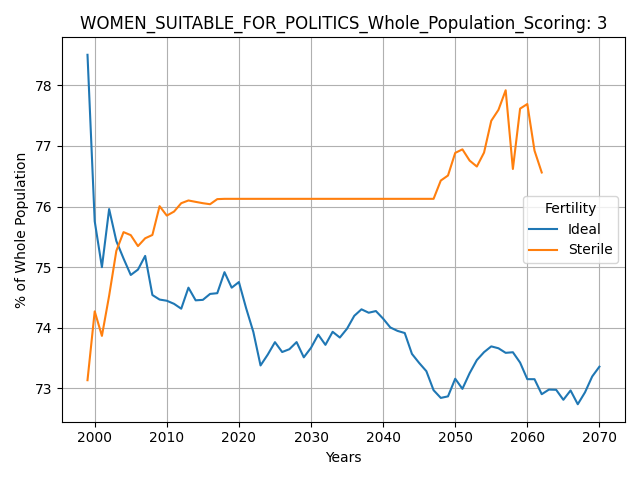 WOMEN_SUITABLE_FOR_POLITICS_Whole_Population_Scoring: 3
% of Whole Population
78
77
76
75
74
73
Fertility
Ideal
Sterile
2000 2010 2020 2030 2040 2050 2060 2070
Years